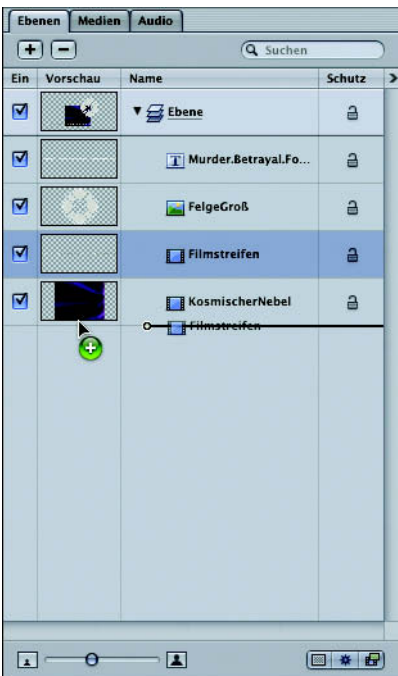 Ebenen Medien Audio
Suchen
Ein Vorschau Name Schutz
Ebene
Murder.Betrayal.Fo...
FelgeGroß
Filmstreifen
KosmischerNebel
Filmstreifen